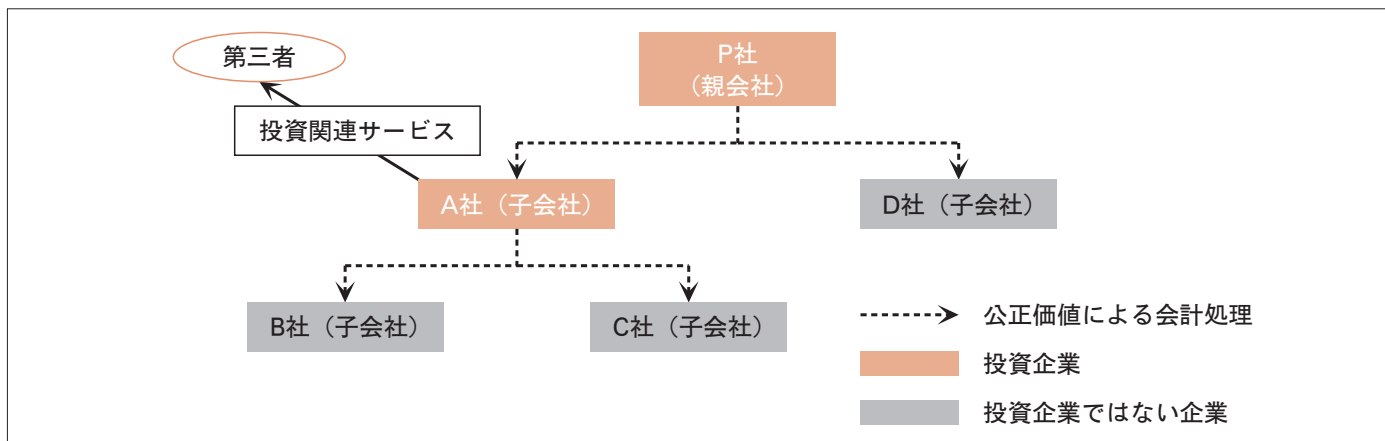 第三者
P社
（親会社）
投資関連サービス
A社（子会社）
D社（子会社）
B社（子会社）
C社（子会社）
公正価値による会計処理
投資企業
投資企業ではない企業